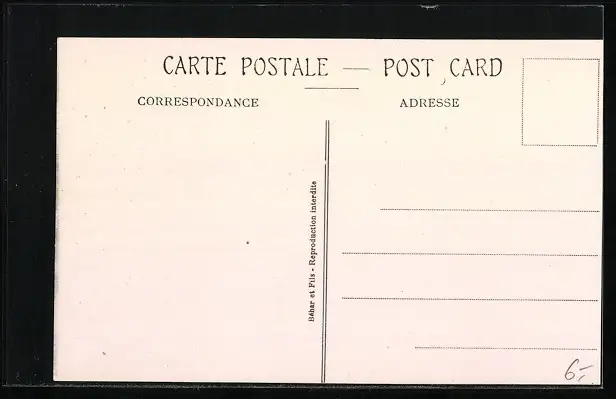 CARTE POSTALE — POST CARD
CORRESPONDANCE
ADRESSE
Béhar et Fils - Reproduction interdite
6,-